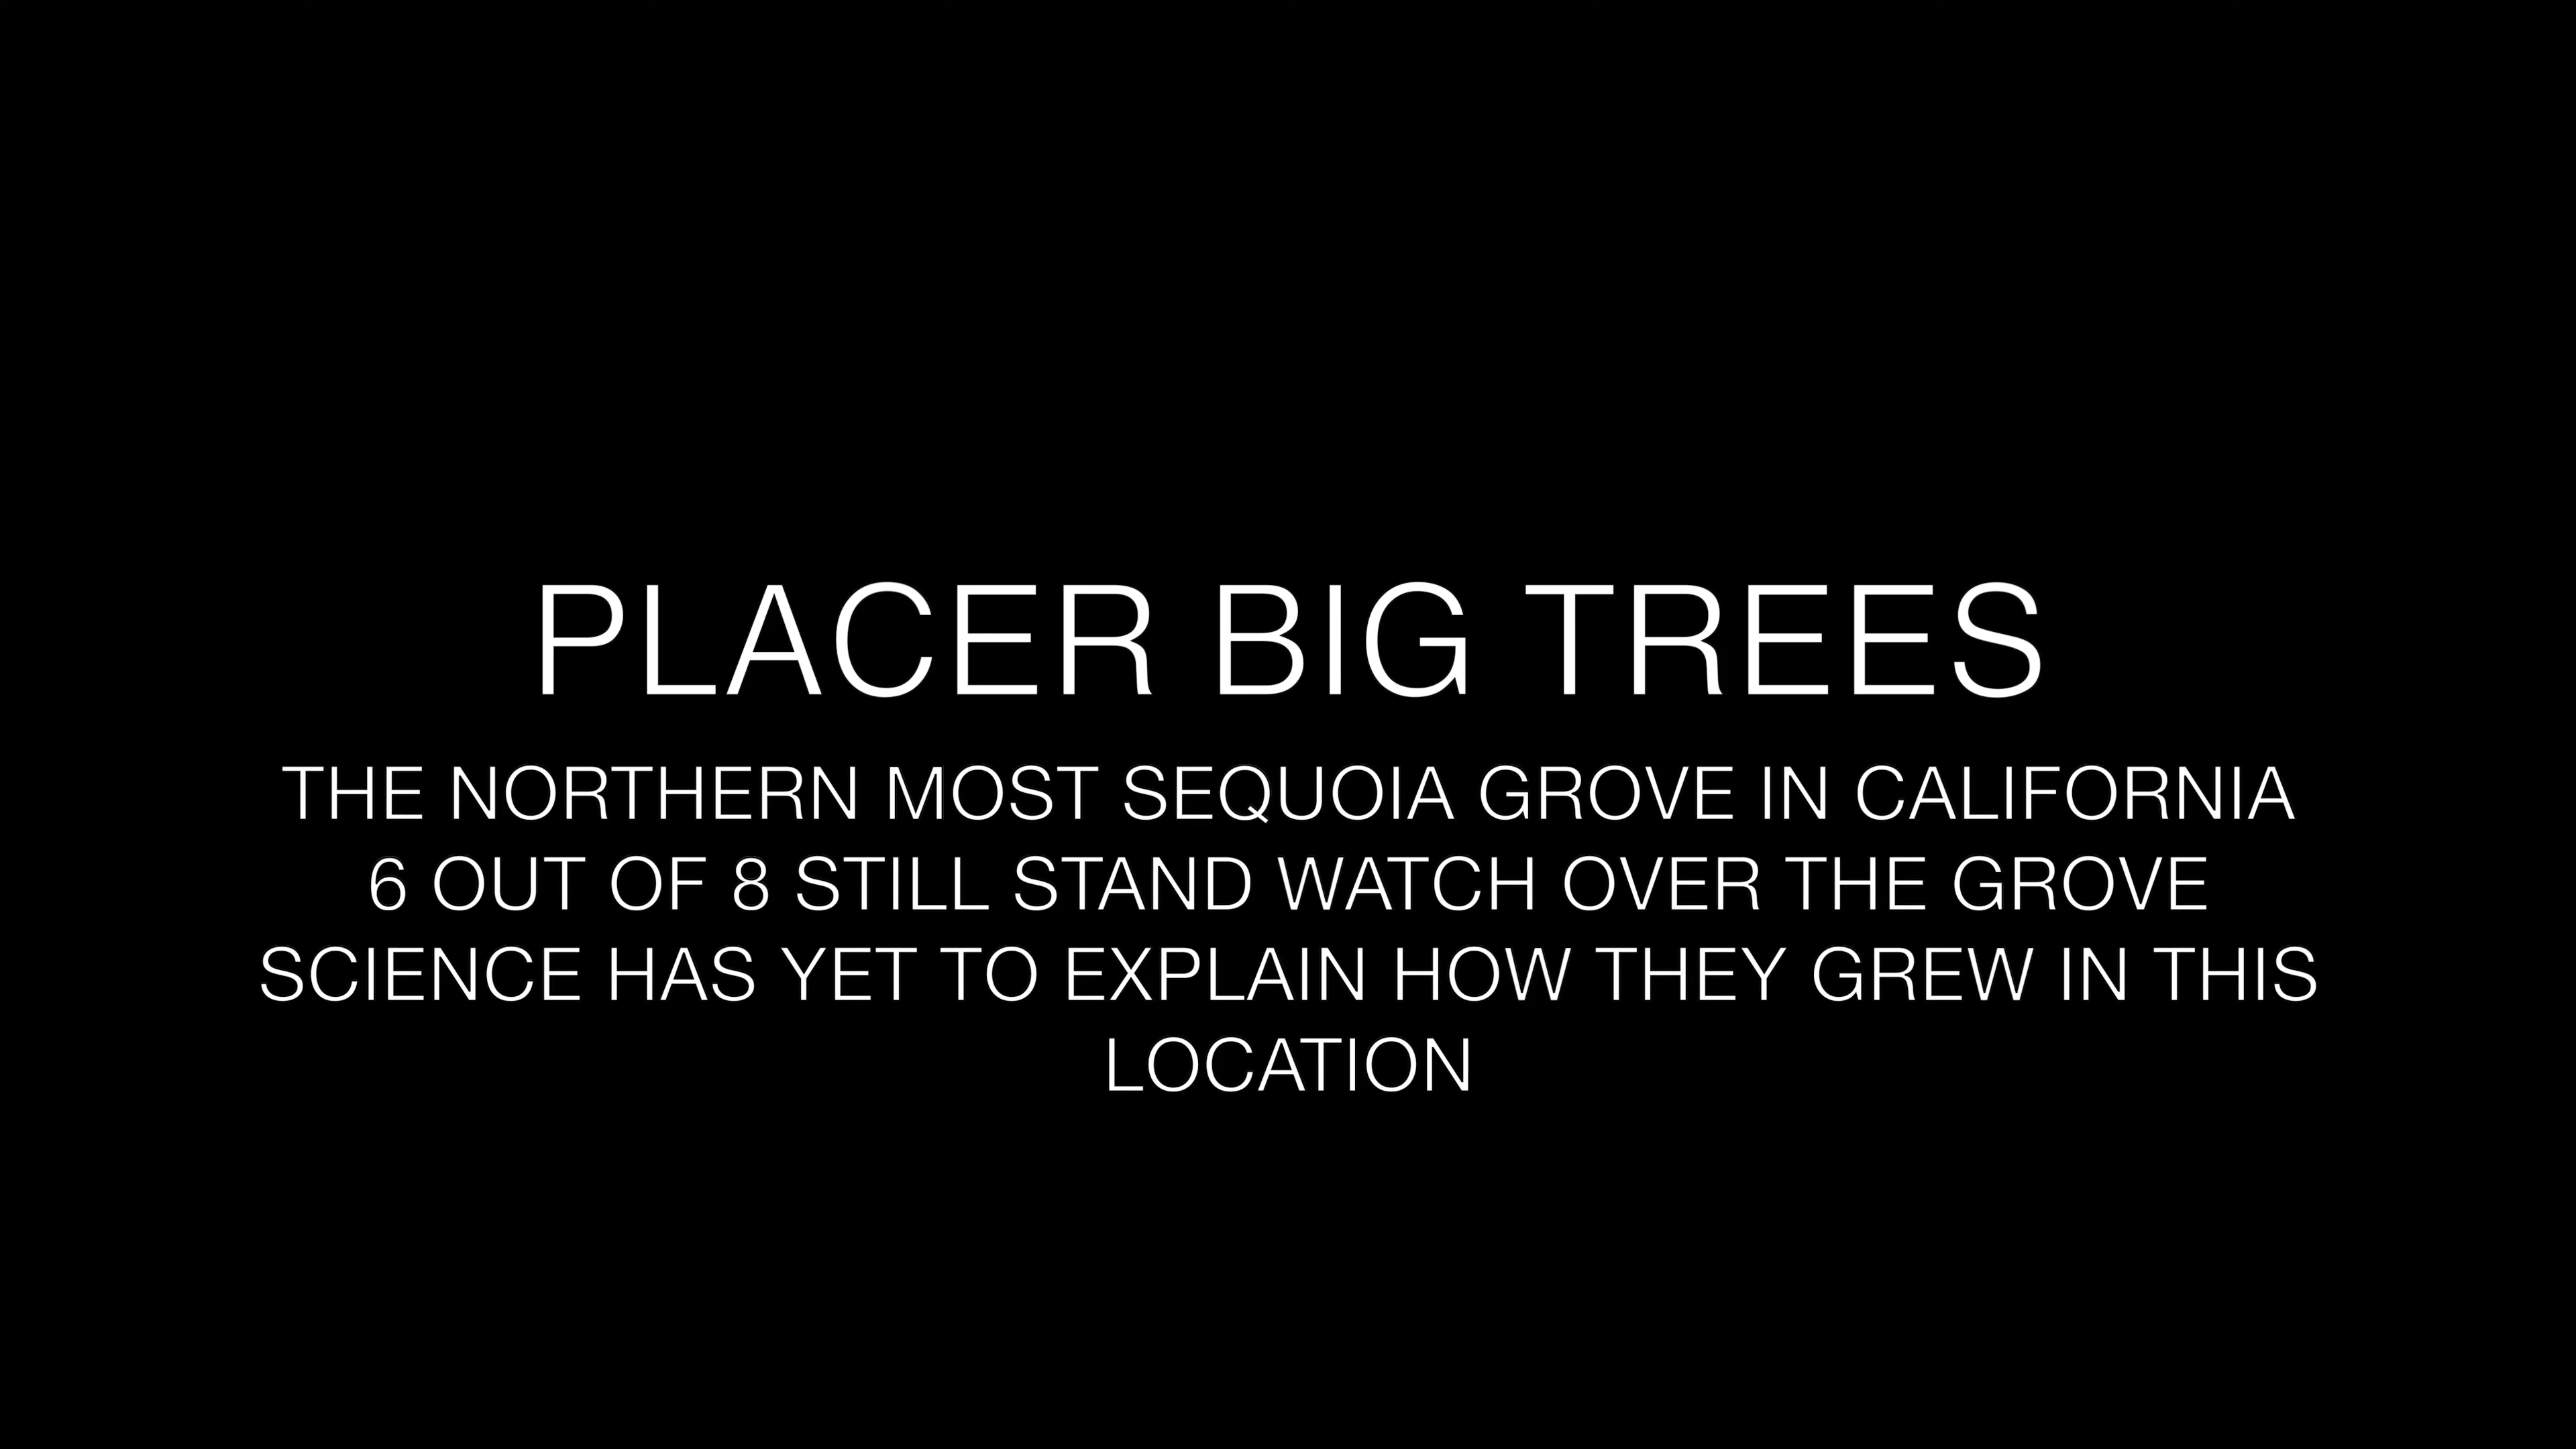 PLACER BIG TREES
THE NORTHERN MOST SEQUOIA GROVE IN CALIFORNIA
6 OUT OF 8 STILL STAND WATCH OVER THE GROVE
SCIENCE HAS YET TO EXPLAIN HOW THEY GREW IN THIS
LOCATION